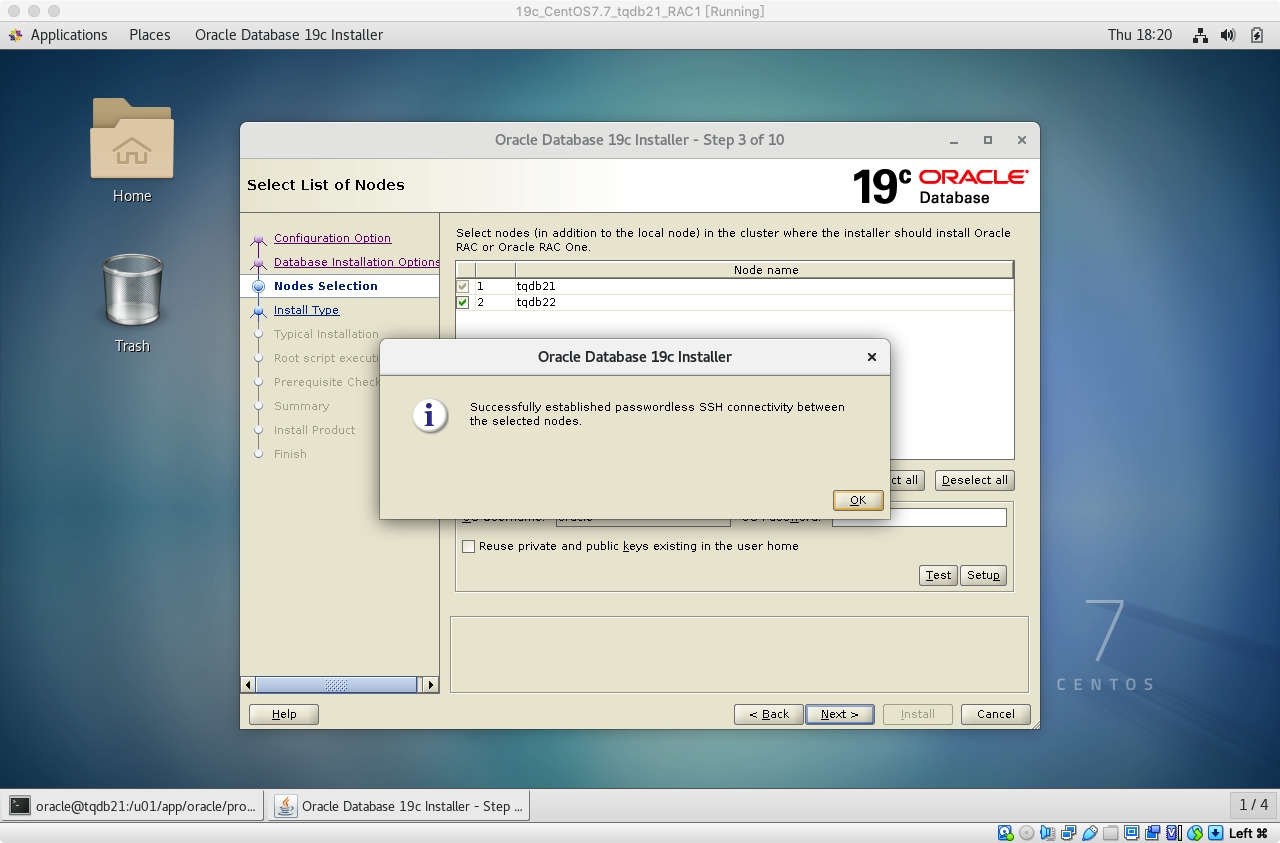 19c_CentOS7.7_tqdb21_RAC1 [Running]
Applications Places Oracle Database 19c Installer Thu 18:20
Home
Trash
Oracle Database 19c Installer - Step 3 of 10
Select List of Nodes
19c ORACLE
Database
Configuration Option
Database Installation Options
Nodes Selection
Install Type
Typical Installation
Root script executi
Prerequisite Check
Summary
Install Product
Finish
Select nodes (in addition to the local node) in the cluster where the installer should install Oracle
RAC or Oracle RAC One.
Node name
1 tqdb21
2 tqdb22
Oracle Database 19c Installer
Successfully established passwordless SSH connectivity between
the selected nodes.
OK
ct all Deselect all
OS Username: oracle OS Password:
Reuse private and public keys existing in the user home
Test Setup
Help < Back Next > Install Cancel
7
CENTOS
oracle@tqdb21:/u01/app/oracle/pro... Oracle Database 19c Installer - Step ... 1 / 4
Left ⌘